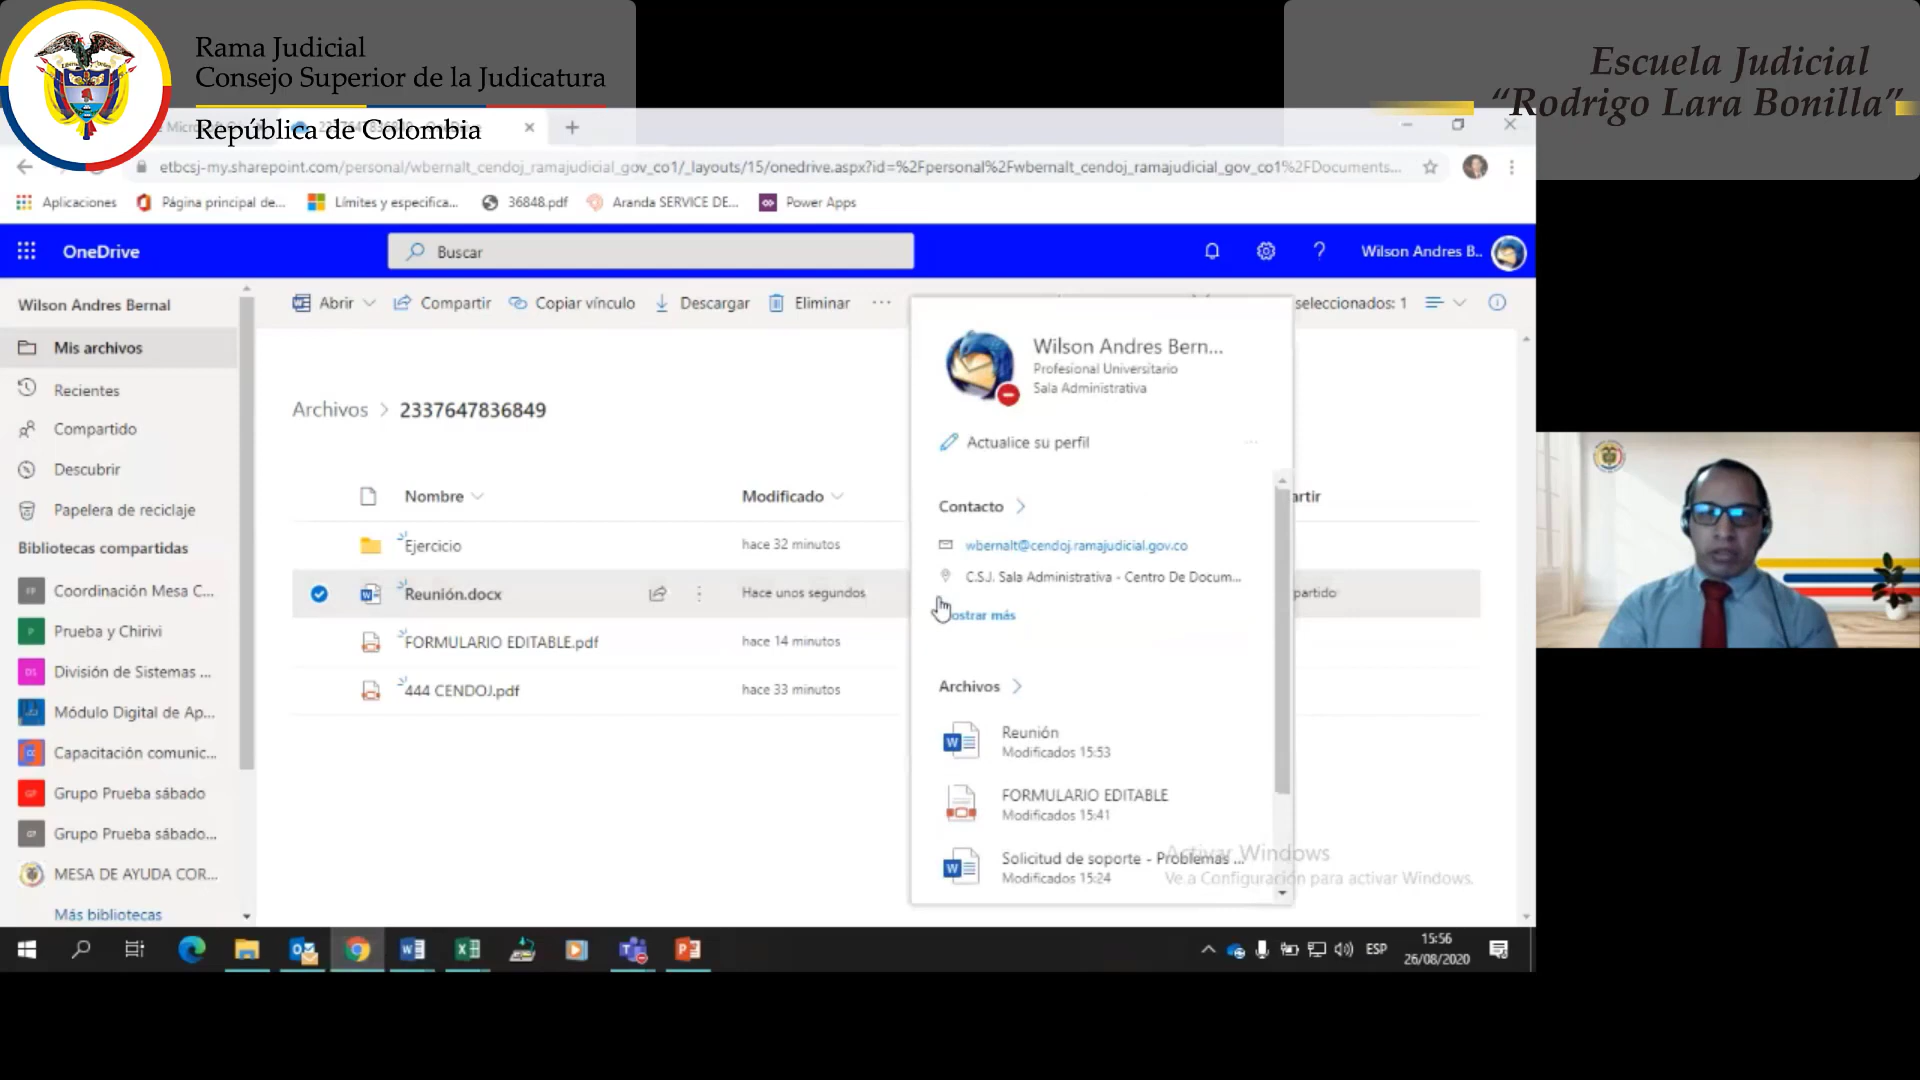 Rama Judicial
Consejo Superior de la Judicatura
República de Colombia
Escuela Judicial
“Rodrigo Lara Bonilla”
etbcsj-my.sharepoint.com/personal/wbernalt_cendoj_ramajudicial_gov_co1/_layouts/15/onedrive.aspx?id=%2Fpersonal%2Fwbernalt_cendoj_ramajudicial_gov_co1%2FDocuments...
Aplicaciones
Página principal de...
Límites y especifica...
36848.pdf
Aranda SERVICE DE...
Power Apps
OneDrive
Buscar
Wilson Andres B..
Wilson Andres Bernal
Abrir
Compartir
Copiar vínculo
Descargar
Eliminar
seleccionados: 1
Mis archivos
Recientes
Compartido
Descubrir
Papelera de reciclaje
Bibliotecas compartidas
Coordinación Mesa C...
Prueba y Chirivi
División de Sistemas ...
Módulo Digital de Ap...
Capacitación comunic...
Grupo Prueba sábado
Grupo Prueba sábado...
MESA DE AYUDA COR...
Más bibliotecas
Archivos > 2337647836849
Nombre
Modificado
artir
Ejercicio
hace 32 minutos
Reunión.docx
Hace unos segundos
partido
FORMULARIO EDITABLE.pdf
hace 14 minutos
444 CENDOJ.pdf
hace 33 minutos
Wilson Andres Bern...
Profesional Universitario
Sala Administrativa
Actualice su perfil
Contacto
wbernalt@cendoj.ramajudicial.gov.co
C.S.J. Sala Administrativa - Centro De Docum...
ostrar más
Archivos
Reunión
Modificados 15:53
FORMULARIO EDITABLE
Modificados 15:41
Solicitud de soporte - Problemas ...
Modificados 15:24
Activar Windows
Ve a Configuración para activar Windows.
ESP
15:56
26/08/2020